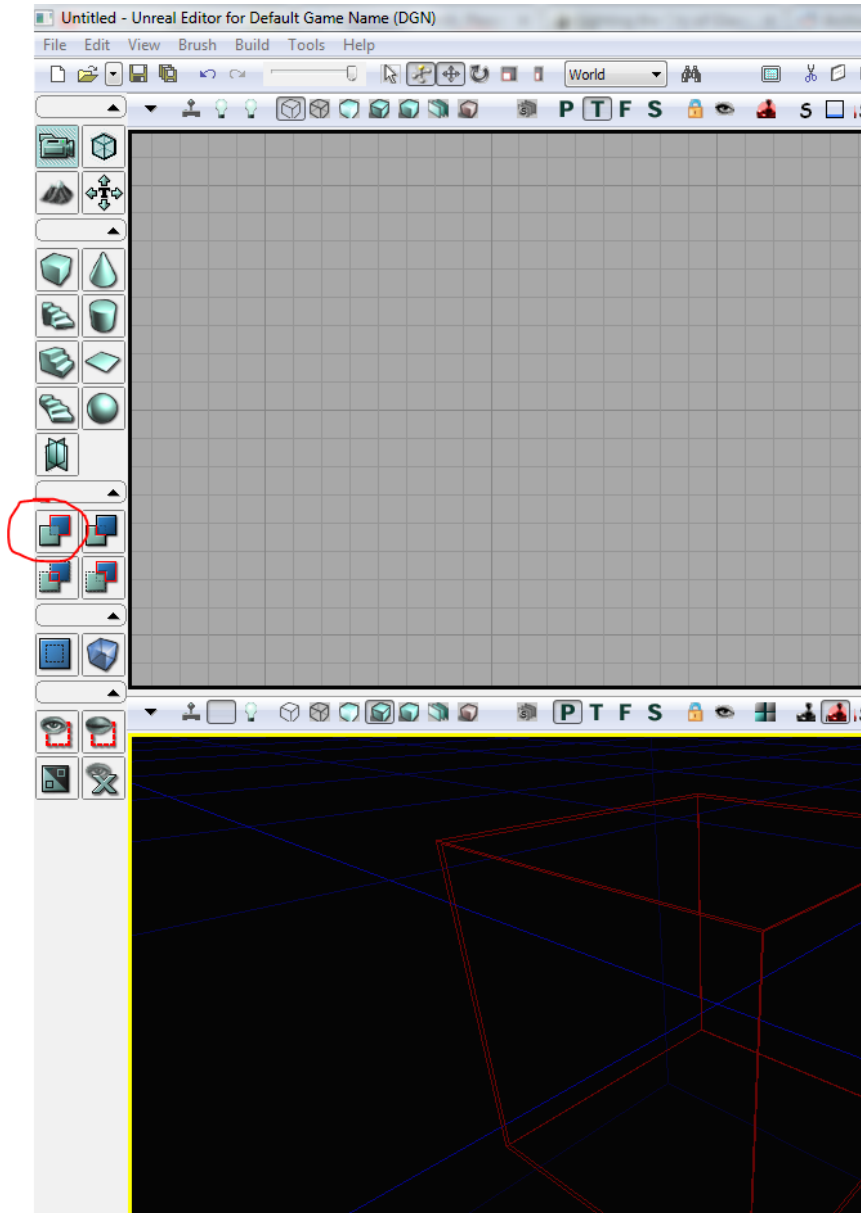 Untitled - Unreal Editor for Default Game Name (DGN)
File Edit View Brush Build Tools Help
World
P T F S S
T
P T F S